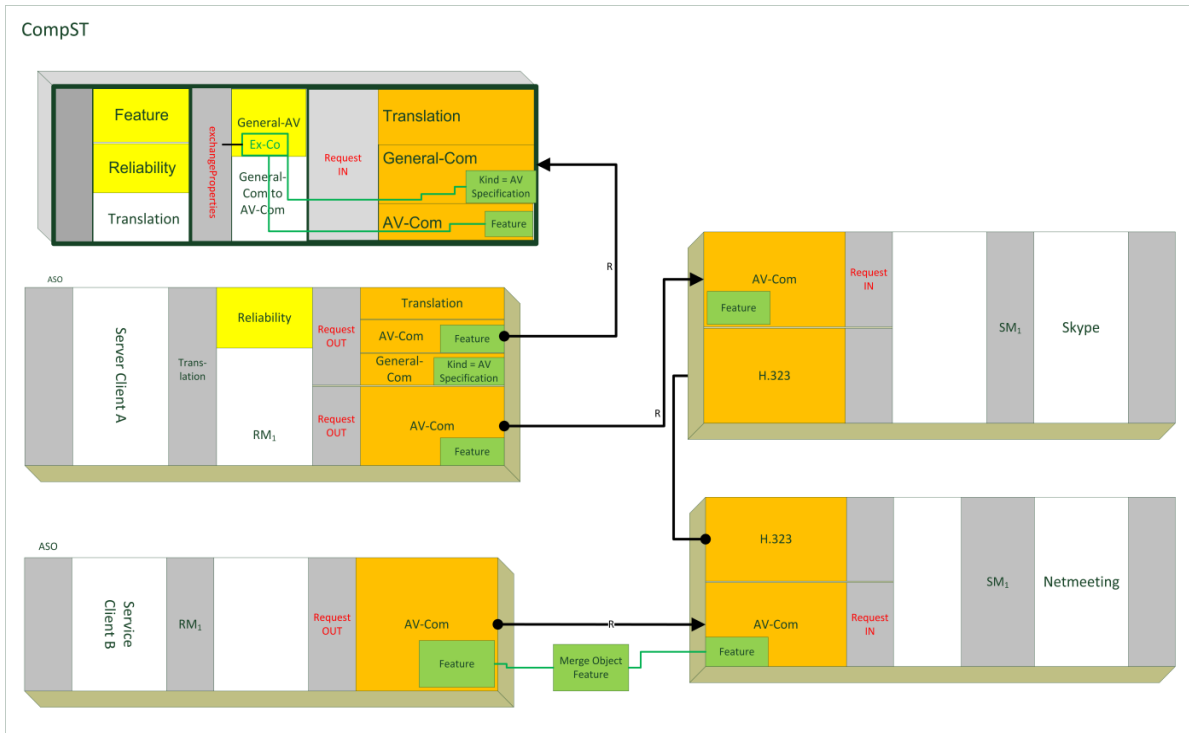 CompST
Feature
Reliability
Translation
exchangeProperties
General-AV
Ex-Co
General-
Com to
AV-Com
Request
IN
Translation
General-Com
Kind = AV
Specification
AV-Com
Feature
R
ASO
Server Client A
Trans-
lation
Reliability
RM1
Request
OUT
Request
OUT
Translation
AV-Com
Feature
General-
Com
Kind = AV
Specification
AV-Com
Feature
R
AV-Com
Feature
H.323
Request
IN
SM1
Skype
ASO
Service
Client B
RM1
Request
OUT
AV-Com
Feature
R
Merge Object
Feature
H.323
AV-Com
Feature
Request
IN
SM1
Netmeeting